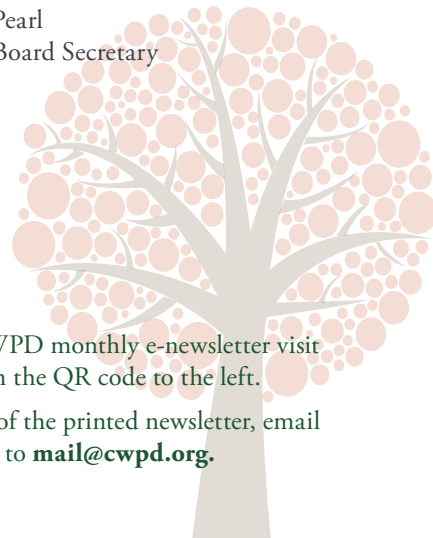 Pearl
Board Secretary
WPD monthly e-newsletter visit
n the QR code to the left.
of the printed newsletter, email
to mail@cwpd.org.